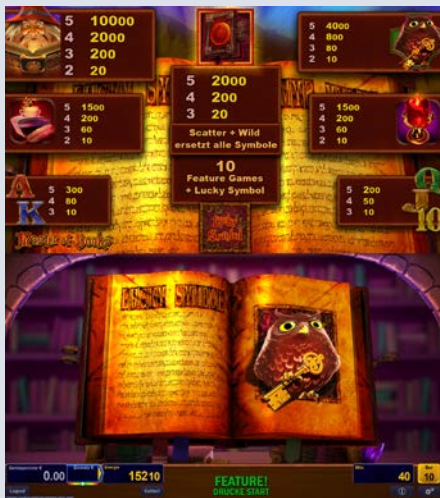 5 10000
4 2000
3 200
2 20
5 4000
4 800
3 80
2 10
5 2000
4 200
3 20
Scatter + Wild
ersetzt alle Symbole
5 1500
4 200
3 60
2 10
5 1500
4 200
3 60
2 10
10
Feature Games
+ Lucky Symbol
A
K
5 300
4 80
3 10
5 200
4 50
3 10
10
Lucky
Symbol
LUCKY SYMBOL
0.00
15210
FEATURE!
DRÜCKE START
40
10